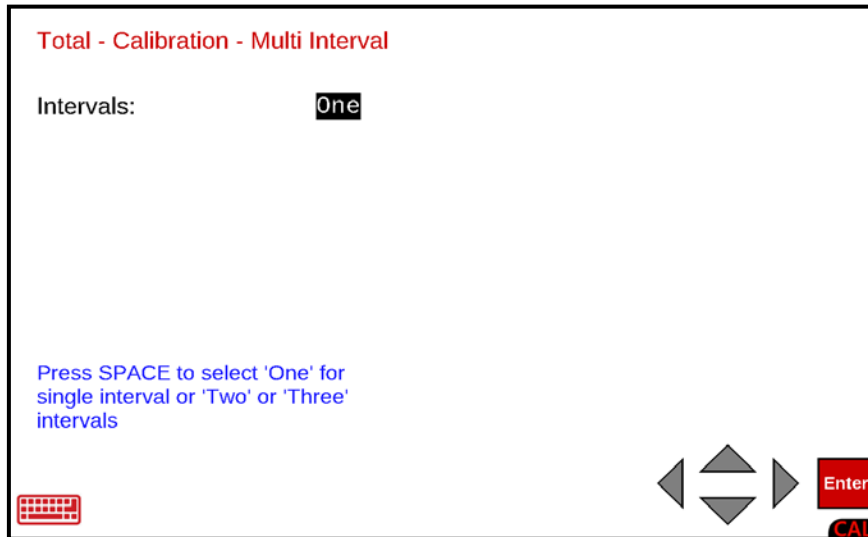 Total - Calibration - Multi Interval
Intervals: One
Press SPACE to select 'One' for
single interval or 'Two' or 'Three'
intervals
Enter
CAL